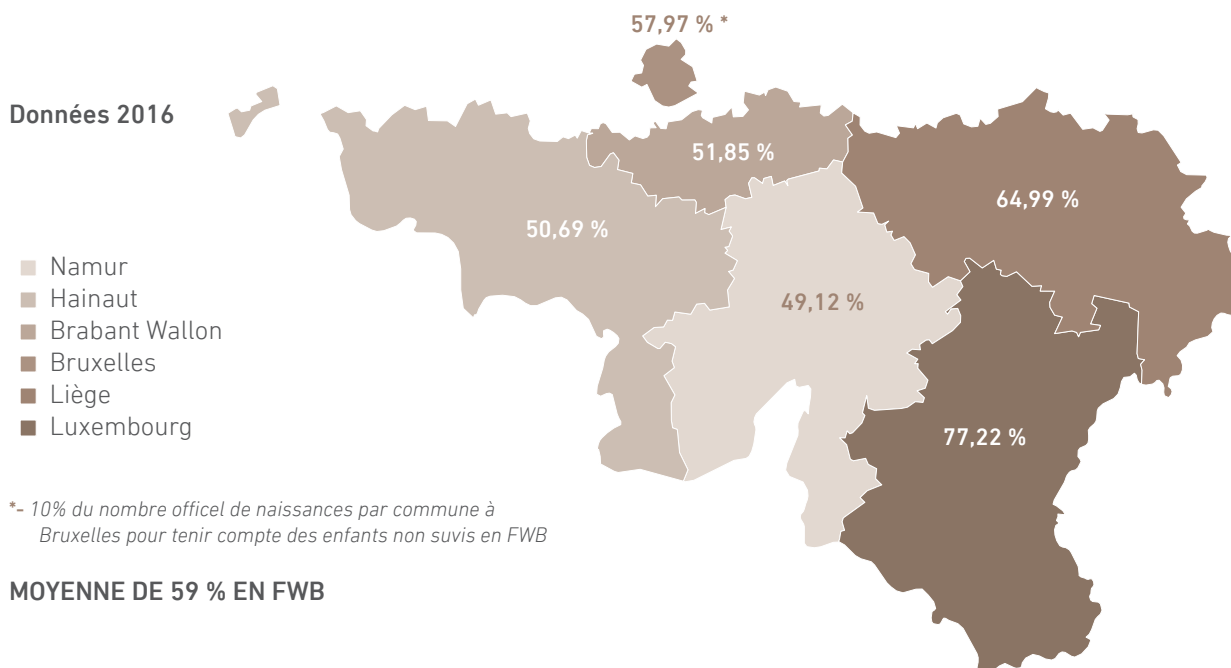 57,97 % *
Données 2016
51,85 %
64,99 %
50,69 %
Namur
Hainaut
49,12 %
Brabant Wallon
Bruxelles
Liège
Luxembourg
77,22 %
*- 10% du nombre officel de naissances par commune à
Bruxelles pour tenir compte des enfants non suvis en FWB
MOYENNE DE 59 % EN FWB